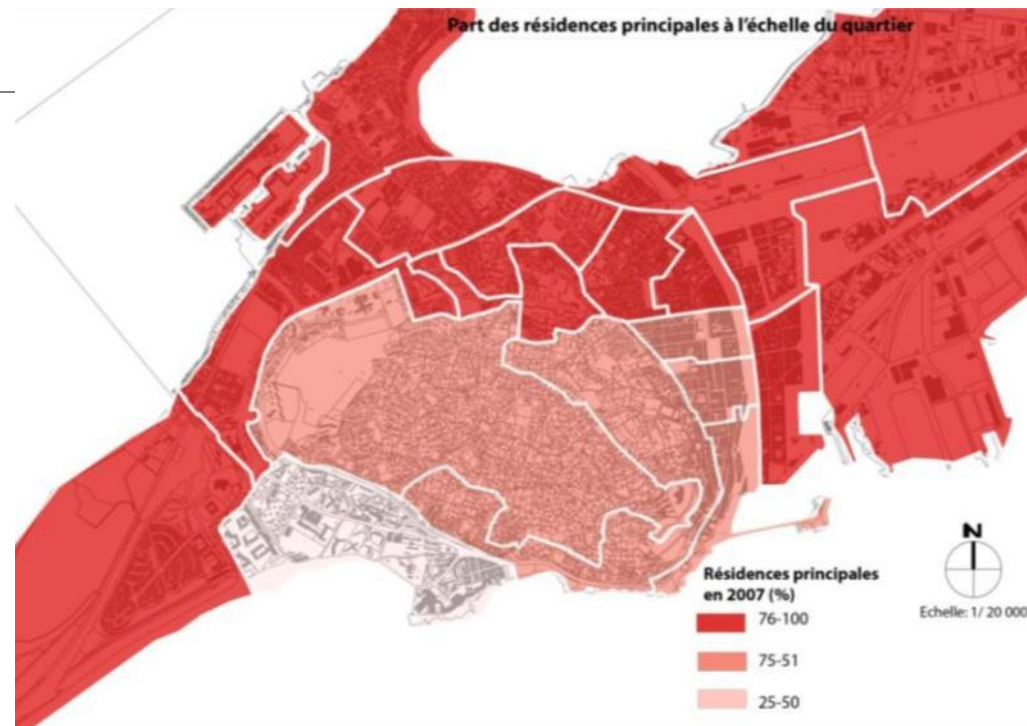 Part des résidences principales à l'échelle du quartier
N
Résidences principales
en 2007 (%)
Echelle: 1/ 20 000
76-100
75-51
25-50